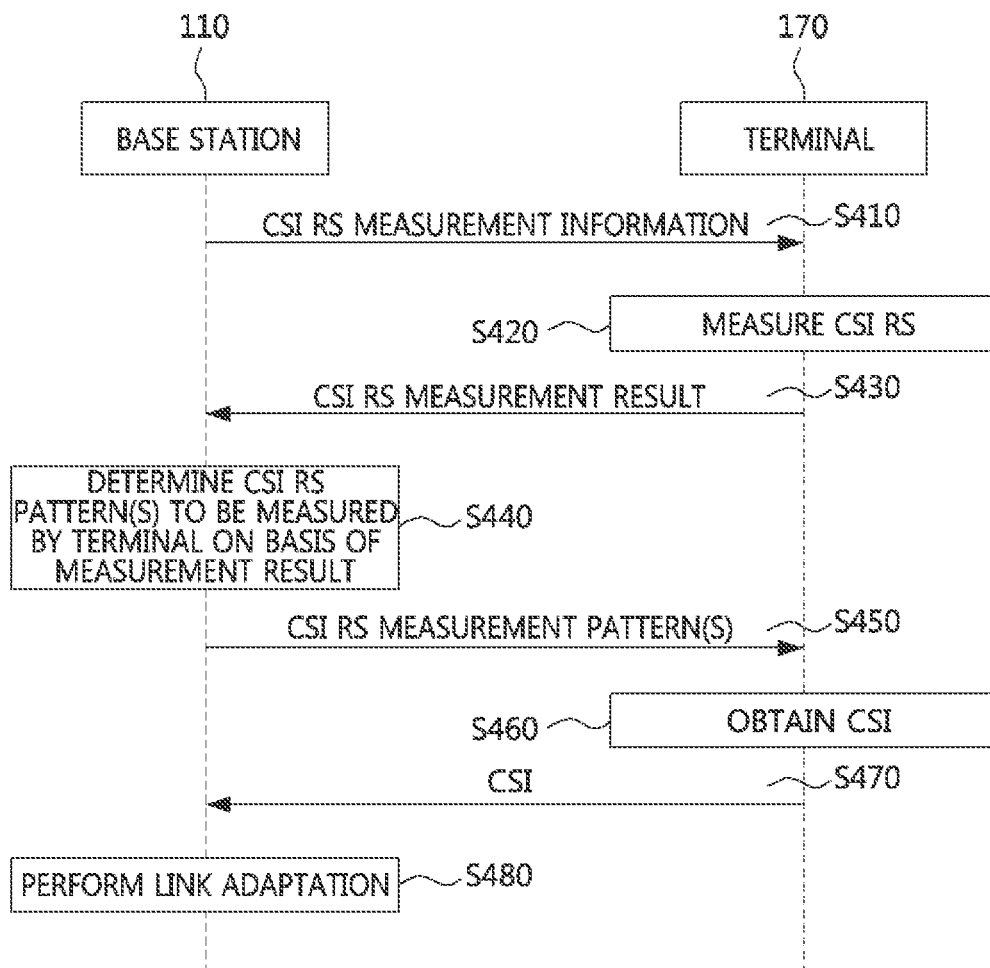 110
170
BASE STATION
TERMINAL
CSI RS MEASUREMENT INFORMATION
S410
S420
MEASURE CSI RS
CSI RS MEASUREMENT RESULT
S430
DETERMINE CSI RS
PATTERN(S) TO BE MEASURED
BY TERMINAL ON BASIS OF
MEASUREMENT RESULT
S440
CSI RS MEASUREMENT PATTERN(S)
S450
S460
OBTAIN CSI
CSI
S470
PERFORM LINK ADAPTATION
S480